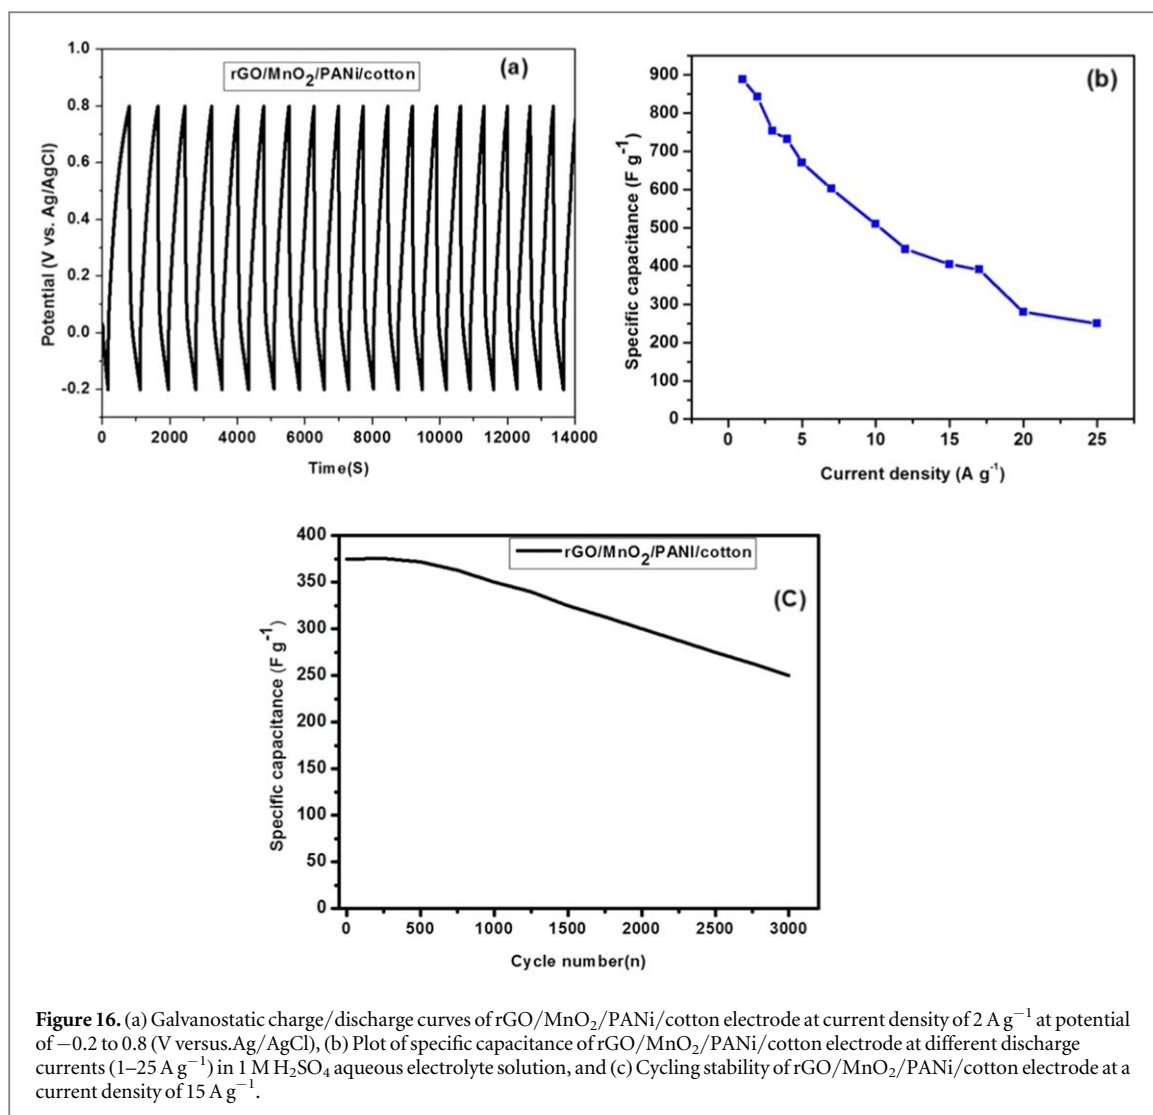 1.0
0.8
0.6
0.4
0.2
0.0
-0.2
Potential (V vs. Ag/AgCl)
rGO/MnO₂/PANi/cotton
(a)
0 2000 4000 6000 8000 10000 12000 14000
Time(S)
900
800
700
600
500
400
300
200
100
0
Specific capacitance (F g⁻¹)
(b)
0 5 10 15 20 25
Current density (A g⁻¹)
400
350
300
250
200
150
100
50
0
Specific capacitance (F g⁻¹)
rGO/MnO₂/PANI/cotton
(C)
0 500 1000 1500 2000 2500 3000
Cycle number(n)
Figure 16. (a) Galvanostatic charge/discharge curves of rGO/MnO₂/PANi/cotton electrode at current density of 2 A g⁻¹ at potential
of −0.2 to 0.8 (V versus.Ag/AgCl), (b) Plot of specific capacitance of rGO/MnO₂/PANi/cotton electrode at different discharge
currents (1–25 A g⁻¹) in 1 M H₂SO₄ aqueous electrolyte solution, and (c) Cycling stability of rGO/MnO₂/PANi/cotton electrode at a
current density of 15 A g⁻¹.